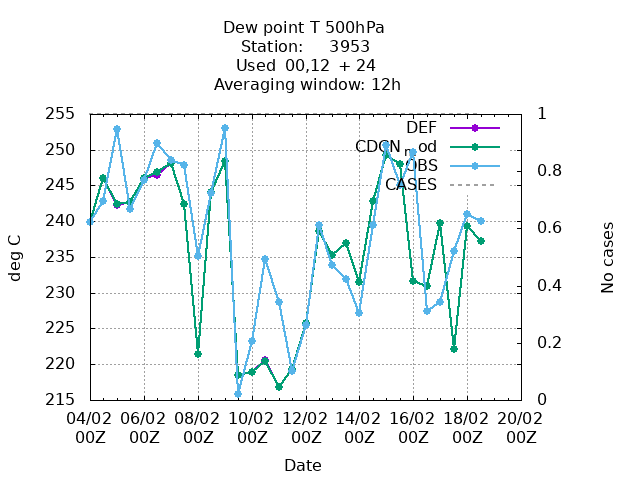 Dew point T 500hPa
Station: 3953
Used 00,12 + 24
Averaging window: 12h
255
250
245
240
235
230
225
220
215
deg C
1
0.8
0.6
0.4
0.2
0
No cases
DEF
CDCN_mod
OBS
CASES
04/02 06/02 08/02 10/02 12/02 14/02 16/02 18/02 20/02
00Z 00Z 00Z 00Z 00Z 00Z 00Z 00Z 00Z
Date